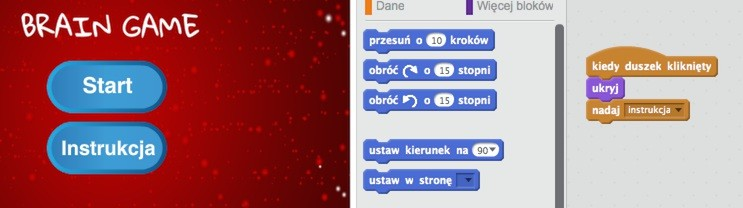 BRAIN GAME
Start
Instrukcja
Dane
Więcej bloków
przesuń o 10 kroków
obróć o 15 stopni
obróć o 15 stopni
ustaw kierunek na 90
ustaw w stronę
kiedy duszek kliknięty
ukryj
nadaj instrukcja